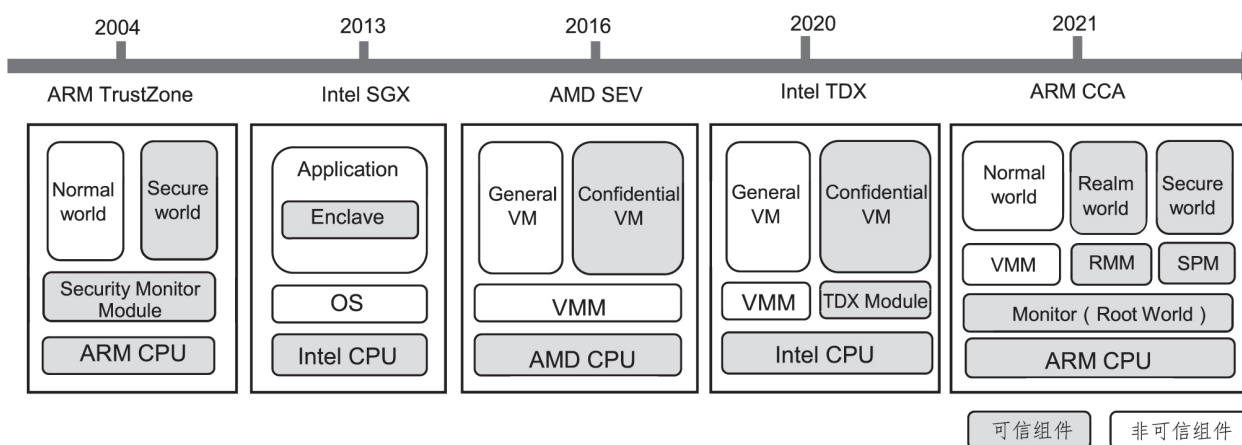 2004
2013
2016
2020
2021
ARM TrustZone
Intel SGX
AMD SEV
Intel TDX
ARM CCA
Normal
world
Secure
world
Security Monitor
Module
ARM CPU
Application
Enclave
OS
Intel CPU
General
VM
Confidential
VM
VMM
AMD CPU
General
VM
Confidential
VM
VMM
TDX Module
Intel CPU
Normal
world
Realm
world
Secure
world
VMM
RMM
SPM
Monitor（Root World）
ARM CPU
可信组件
非可信组件